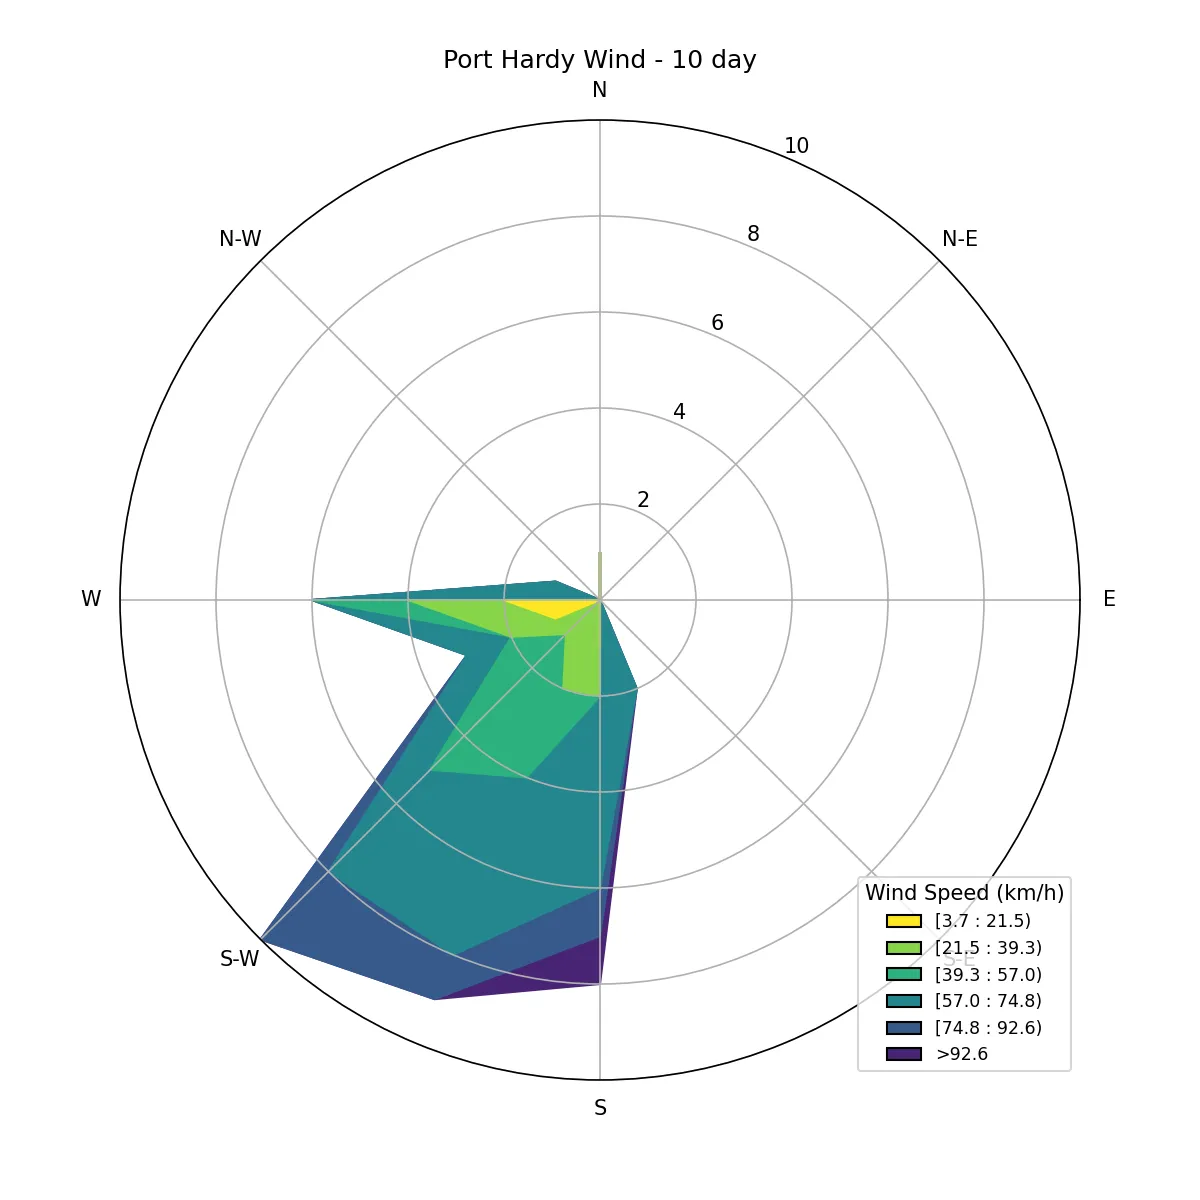 Port Hardy Wind - 10 day
N
10
N-W
N-E
8
6
4
2
W
E
Wind Speed (km/h)
[3.7 : 21.5)
[21.5 : 39.3)
[39.3 : 57.0)
[57.0 : 74.8)
[74.8 : 92.6)
>92.6
S-W
S-E
S